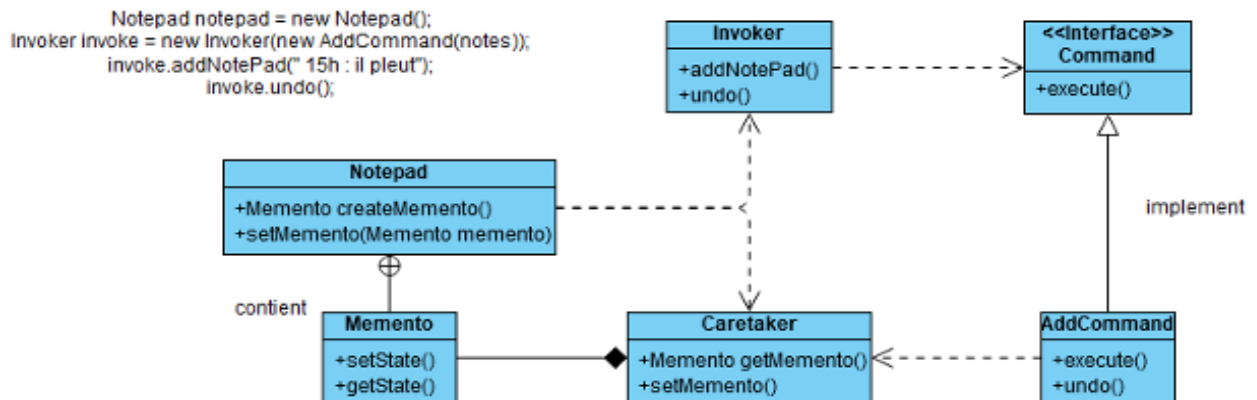 Notepad notepad = new Notepad();
Invoker invoke = new Invoker(new AddCommand(notes));
invoke.addNotePad(" 15h : il pleut");
invoke.undo();
Invoker
+addNotePad()
+undo()
<<Interface>>
Command
+execute()
Notepad
+Memento createMemento()
+setMemento(Memento memento)
implement
contient
Memento
+setState()
+getState()
Caretaker
+Memento getMemento()
+setMemento()
AddCommand
+execute()
+undo()